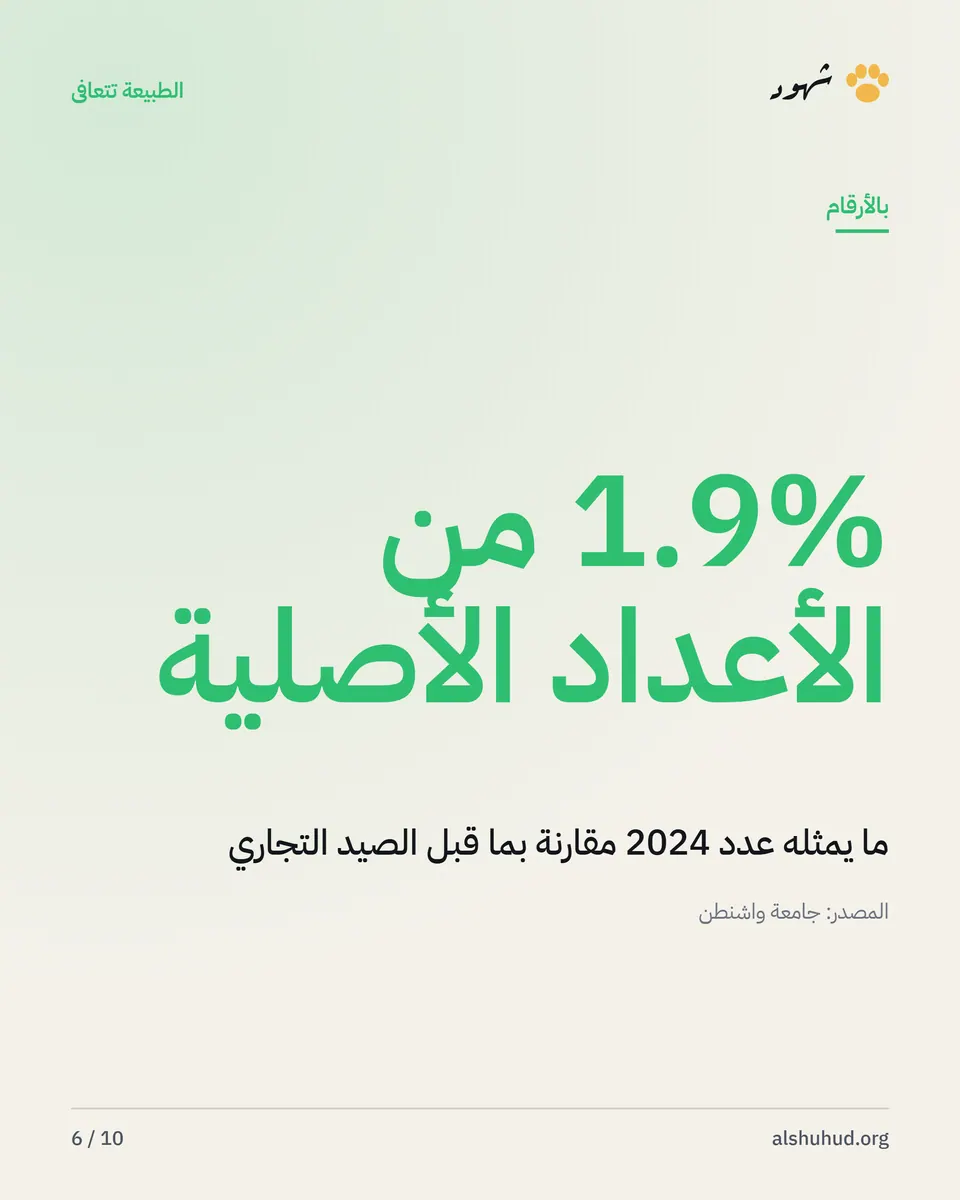 شهود
الطبيعة تتعافى
بالأرقام
1.9% من
الأعداد الأصلية
ما يمثله عدد 2024 مقارنة بما قبل الصيد التجاري
المصدر: جامعة واشنطن
alshuhud.org
6 / 10